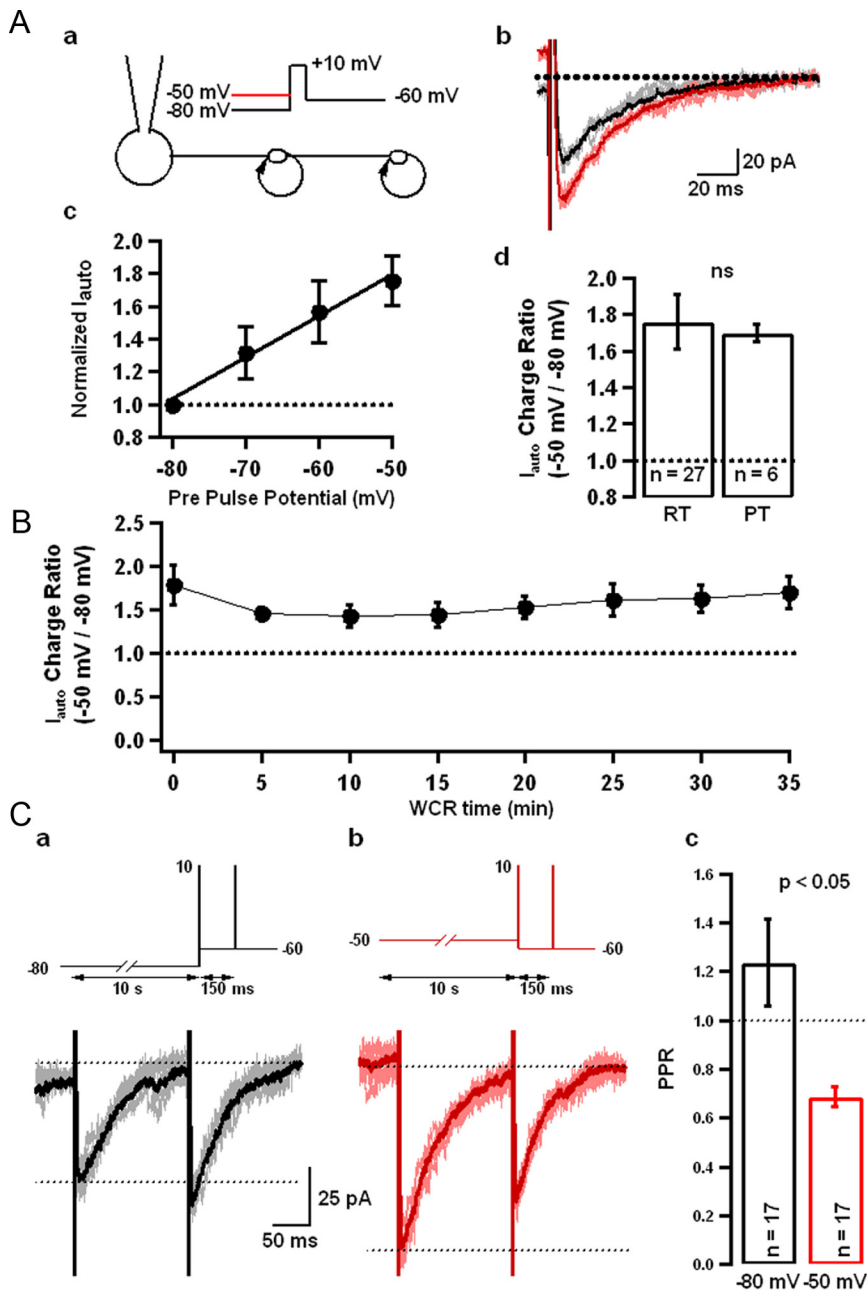 A
a
+10 mV
-50 mV
-80 mV
-60 mV
b
20 pA
20 ms
c
Normalized Iauto
2.0
1.8
1.6
1.4
1.2
1.0
0.8
-80
-70
-60
-50
Pre Pulse Potential (mV)
d
ns
Iauto Charge Ratio
(-50 mV / -80 mV)
2.0
1.8
1.6
1.4
1.2
1.0
0.8
n = 27
n = 6
RT
PT
B
Iauto Charge Ratio
(-50 mV / -80 mV)
2.5
2.0
1.5
1.0
0.5
0.0
0
5
10
15
20
25
30
35
WCR time (min)
C
a
10
-80
-60
10 s
150 ms
25 pA
50 ms
b
10
-50
-60
10 s
150 ms
c
p < 0.05
PPR
1.6
1.4
1.2
1.0
0.8
0.6
0.4
0.2
0.0
n = 17
n = 17
-80 mV
-50 mV